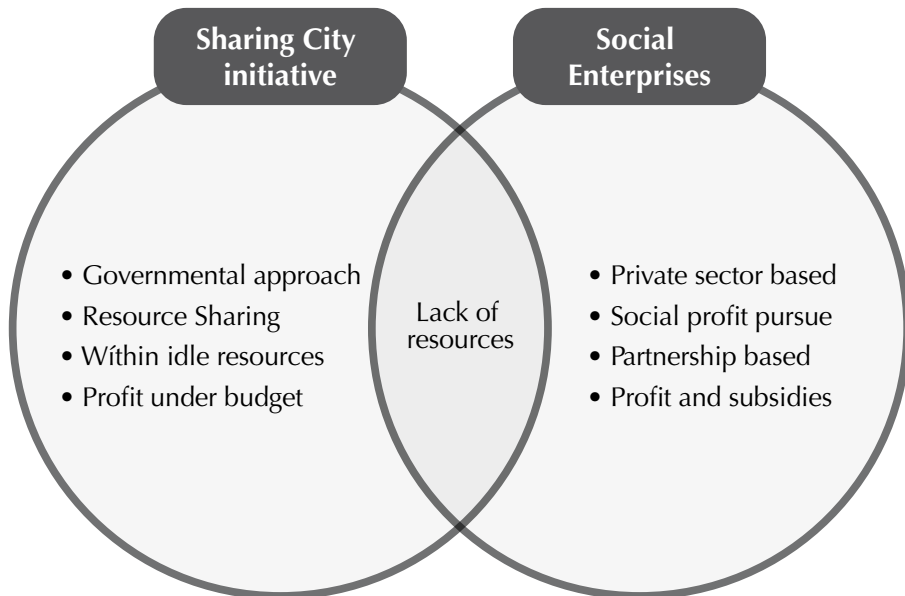 Sharing City
initiative
Social
Enterprises
• Governmental approach
• Resource Sharing
• Wíthin idle resources
• Profit under budget
Lack of
resources
• Private sector based
• Social profit pursue
• Partnership based
• Profit and subsidies